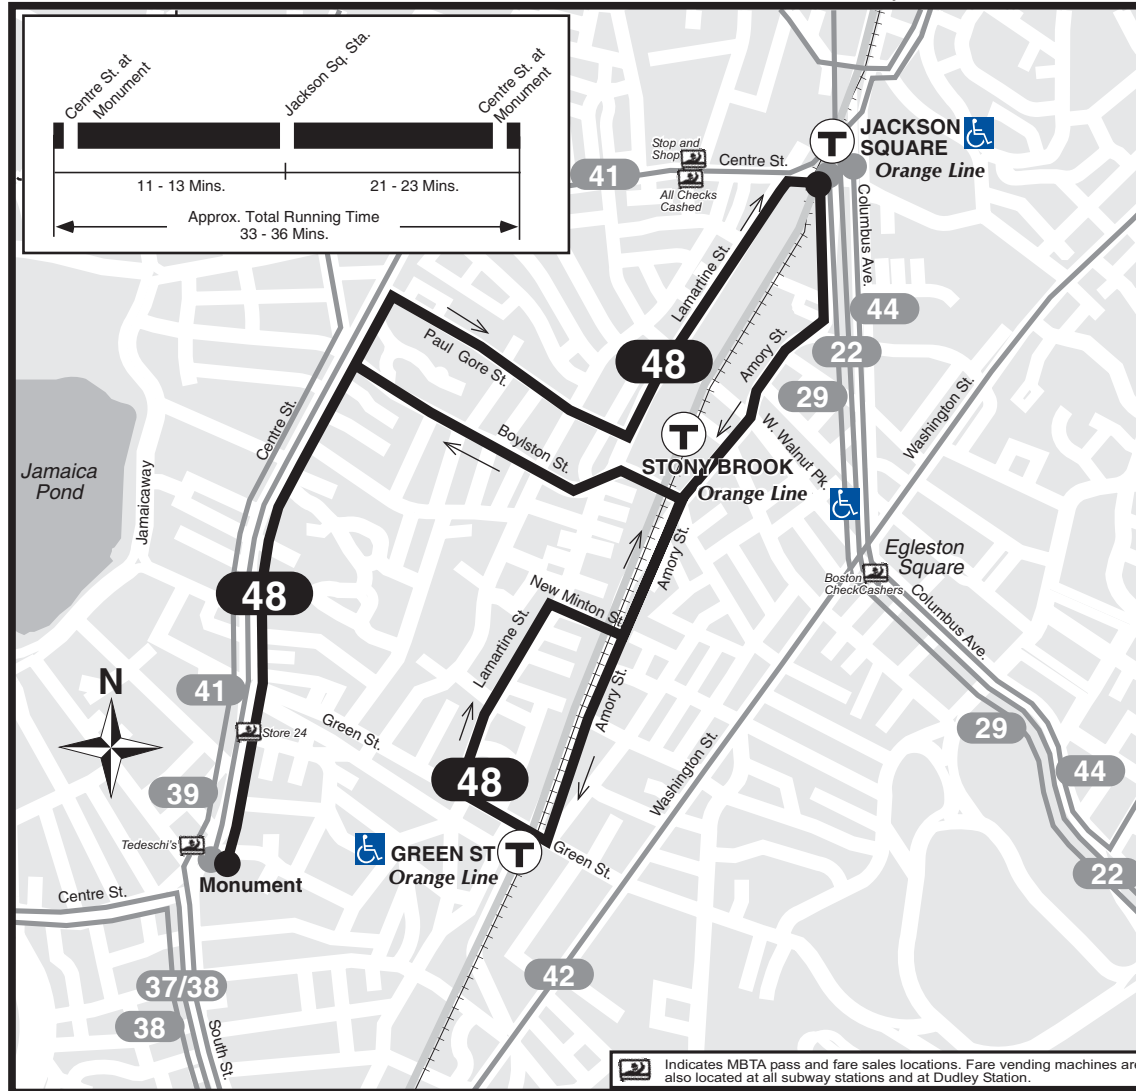 Centre St. at
Monument
Jackson Sq. Sta.
Centre St. at
Monument
11 - 13 Mins.
21 - 23 Mins.
Approx. Total Running Time
33 - 36 Mins.
Stop and
Shop
Centre St.
41
All Checks
Cashed
T
JACKSON
SQUARE
Orange Line
Columbus Ave.
Lamartine St.
44
Paul Gore St.
48
Amory St.
22
29
Washington St.
Centre St.
Boylston St.
T
W. Walnut Pk.
STONY BROOK
Orange Line
Jamaica
Pond
Jamaicaway
Amory St.
Egleston
Square
Boston
CheckCashers
48
New Minton St.
Columbus Ave.
Lamartine St.
N
41
Store 24
Green St.
Amory St.
29
Washington St.
39
48
44
Tedeschi's
GREEN ST
Orange Line
T
Green St.
Monument
22
Centre St.
42
37/38
38
South St.
Indicates MBTA pass and fare sales locations. Fare vending machines are
also located at all subway stations and at Dudley Station.